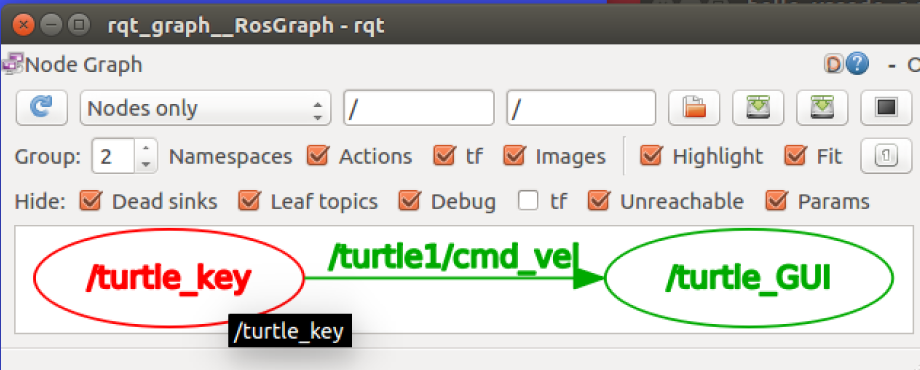 rqt_graph__RosGraph - rqt
Node Graph
D ? - O
Nodes only / /
Group: 2 Namespaces Actions tf Images Highlight Fit
Hide: Dead sinks Leaf topics Debug tf Unreachable Params
/turtle_key /turtle1/cmd_vel /turtle_GUI
/turtle_key